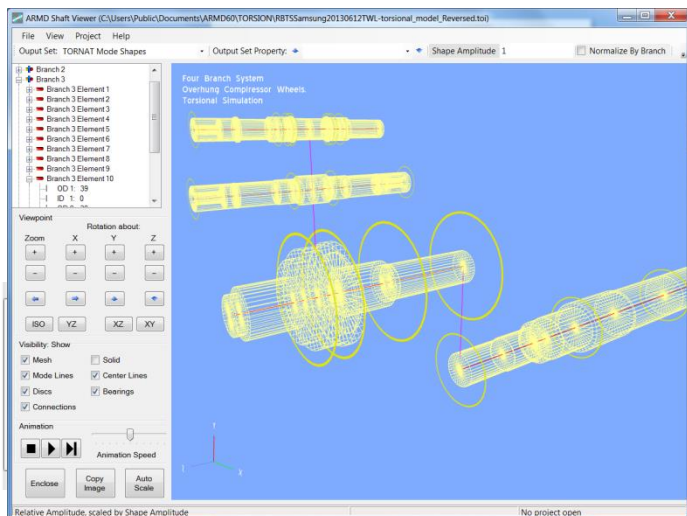 ARMD Shaft Viewer (C:\Users\Public\Documents\ARMD60\TORSION\RBTSSamsung20130612TWL-torsional_model_Reversed.toi)
File View Project Help
Ouput Set: TORNAT Mode Shapes Output Set Property: Shape Amplitude 1 Normalize By Branch
Branch 2
Branch 3
Branch 3 Element 1
Branch 3 Element 2
Branch 3 Element 3
Branch 3 Element 4
Branch 3 Element 5
Branch 3 Element 6
Branch 3 Element 7
Branch 3 Element 8
Branch 3 Element 9
Branch 3 Element 10
OD 1: 39
ID 1: 0
Four Branch System
Overhung Compressor Wheels.
Torsional Simulation
Viewpoint
Rotation about:
Zoom X Y Z
+ + + +
- - - -
ISO YZ XZ XY
Visibility: Show
Mesh Solid
Mode Lines Center Lines
Discs Bearings
Connections
Animation
Animation Speed
Enclose Copy Image Auto Scale
Y
X
Relative Amplitude, scaled by Shape Amplitude No project open